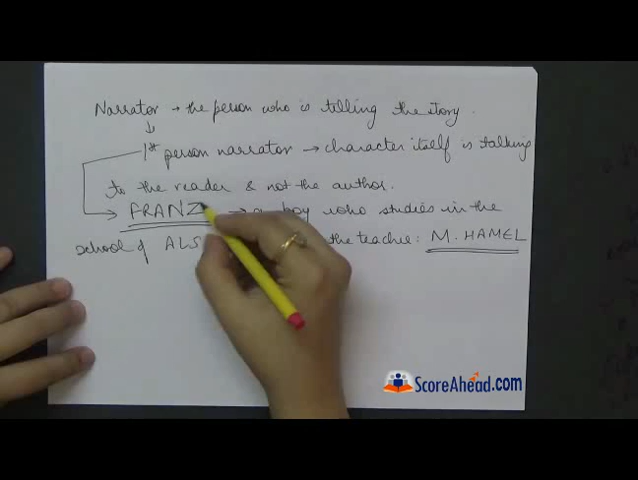 Narrator → the person who is telling the story.
1st person narrator → character itself is talking
to the reader & not the author.
FRANZ → a boy who studies in the
school of ALS the teacher: M. HAMEL
ScoreAhead.com